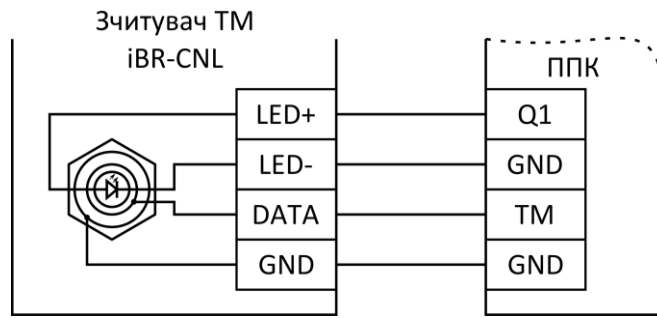 Зчитувач ТМ
iBR-CNL
ППК
LED+
Q1
LED-
GND
DATA
TM
GND
GND